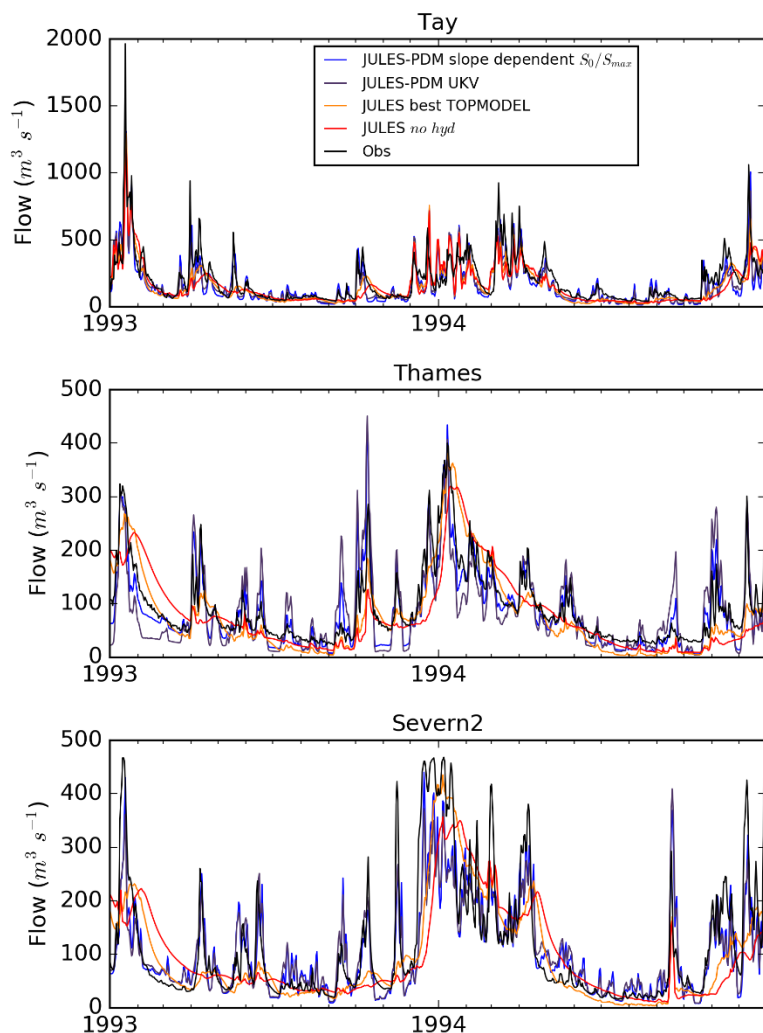 Tay
2000
1500
1000
500
0
Flow (m³ s⁻¹)
JULES-PDM slope dependent S₀/Sₘₐₓ
JULES-PDM UKV
JULES best TOPMODEL
JULES no hyd
Obs
1993
1994
Thames
500
400
300
200
100
0
Flow (m³ s⁻¹)
1993
1994
Severn2
500
400
300
200
100
0
Flow (m³ s⁻¹)
1993
1994